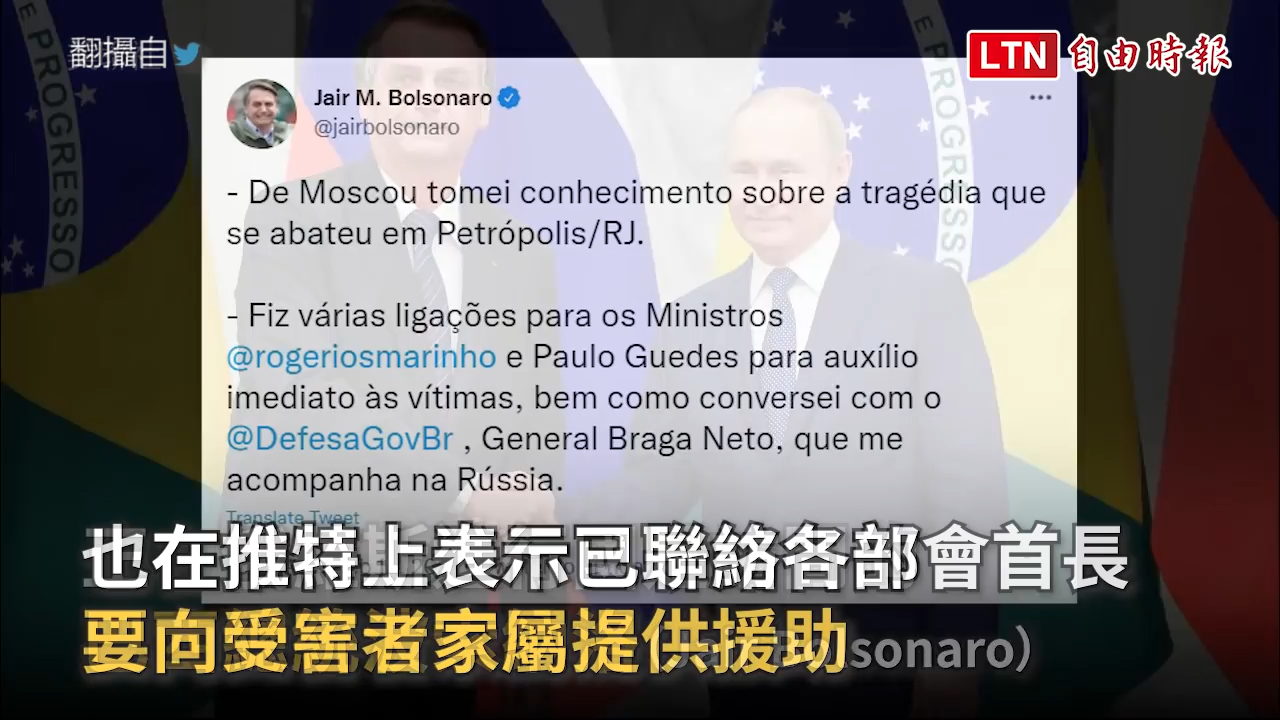 翻攝自
LTN 自由時報
Jair M. Bolsonaro
@jairbolsonaro
- De Moscou tomei conhecimento sobre a tragédia que
se abateu em Petrópolis/RJ.
- Fiz várias ligações para os Ministros
@rogeriosmarinho e Paulo Guedes para auxílio
imediato às vítimas, bem como conversei com o
@DefesaGovBr , General Braga Neto, que me
acompanha na Rússia.
Translate Tweet
也在推特上表示已聯絡各部會首長
要向受害者家屬提供援助
Bolsonaro）
E PROGRESSO
PROGRESSO